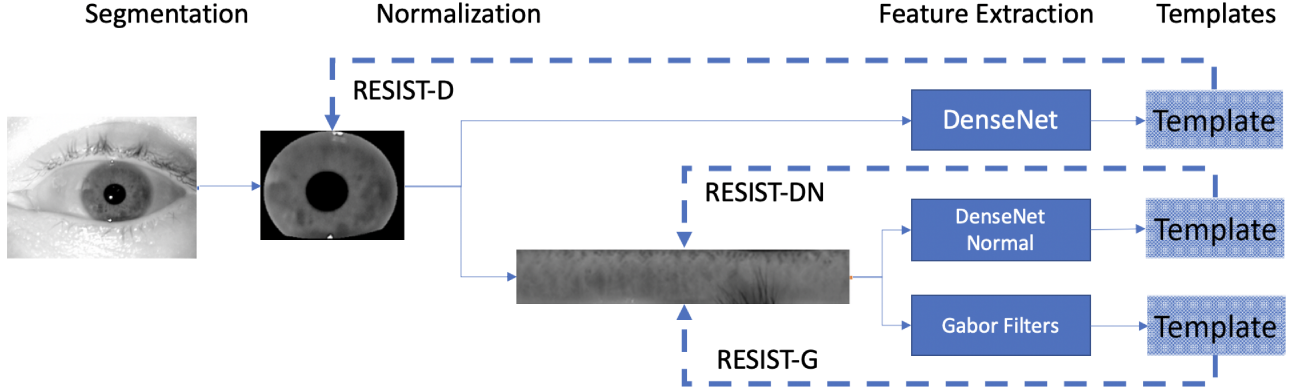 Segmentation
Normalization
Feature Extraction
Templates
RESIST-D
DenseNet
Template
RESIST-DN
DenseNet
Normal
Template
Gabor Filters
Template
RESIST-G